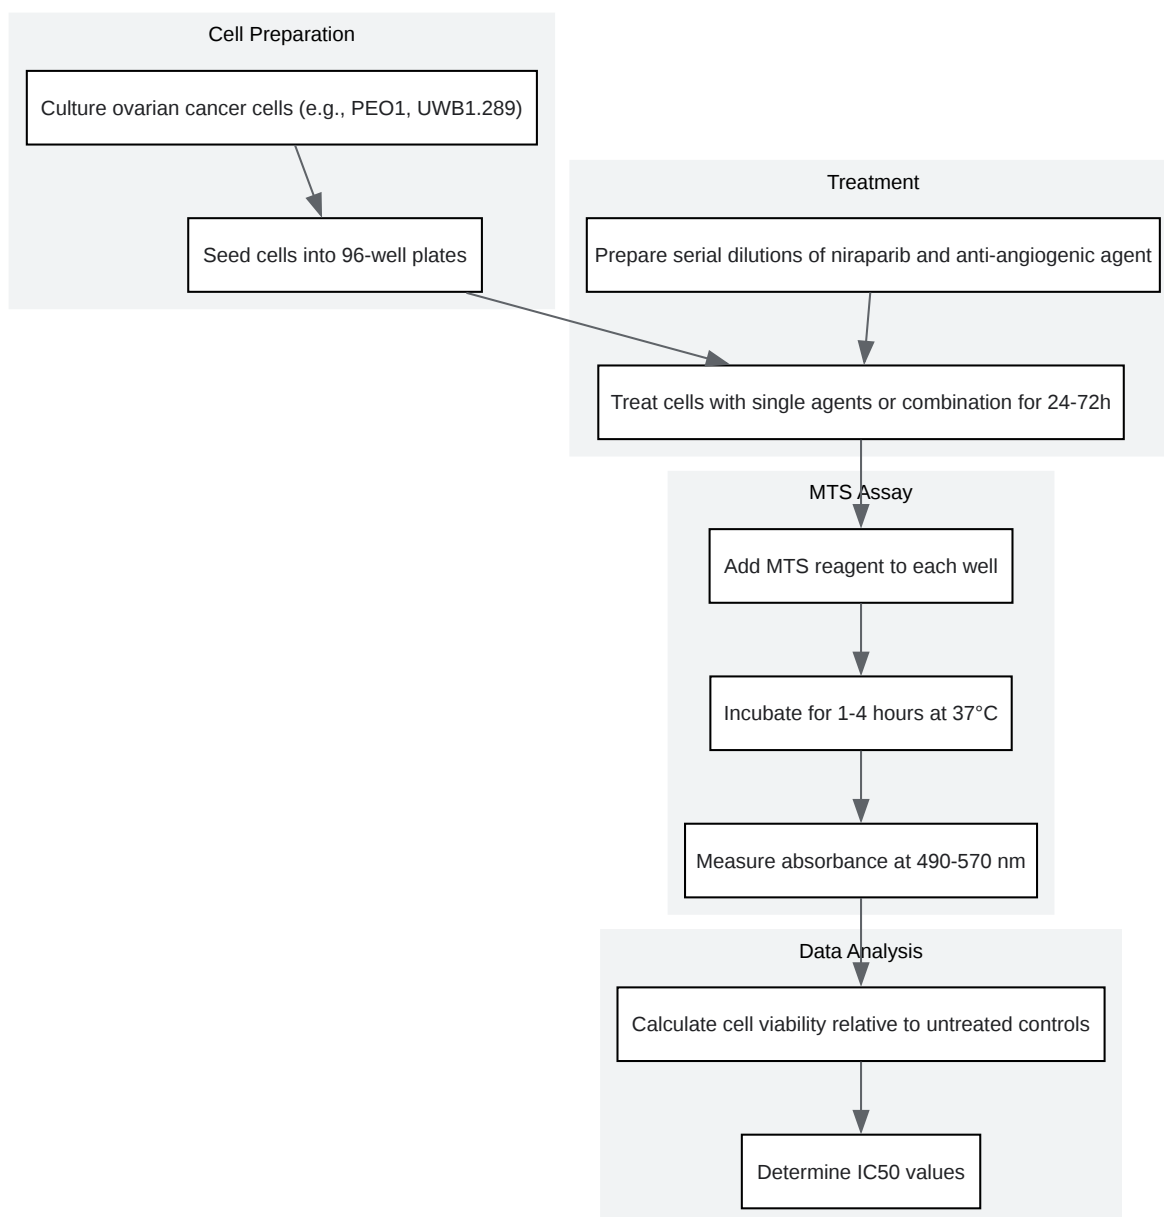 Cell Preparation
Culture ovarian cancer cells (e.g., PEO1, UWB1.289)
Seed cells into 96-well plates
Treatment
Prepare serial dilutions of niraparib and anti-angiogenic agent
Treat cells with single agents or combination for 24-72h
MTS Assay
Add MTS reagent to each well
Incubate for 1-4 hours at 37°C
Measure absorbance at 490-570 nm
Data Analysis
Calculate cell viability relative to untreated controls
Determine IC50 values